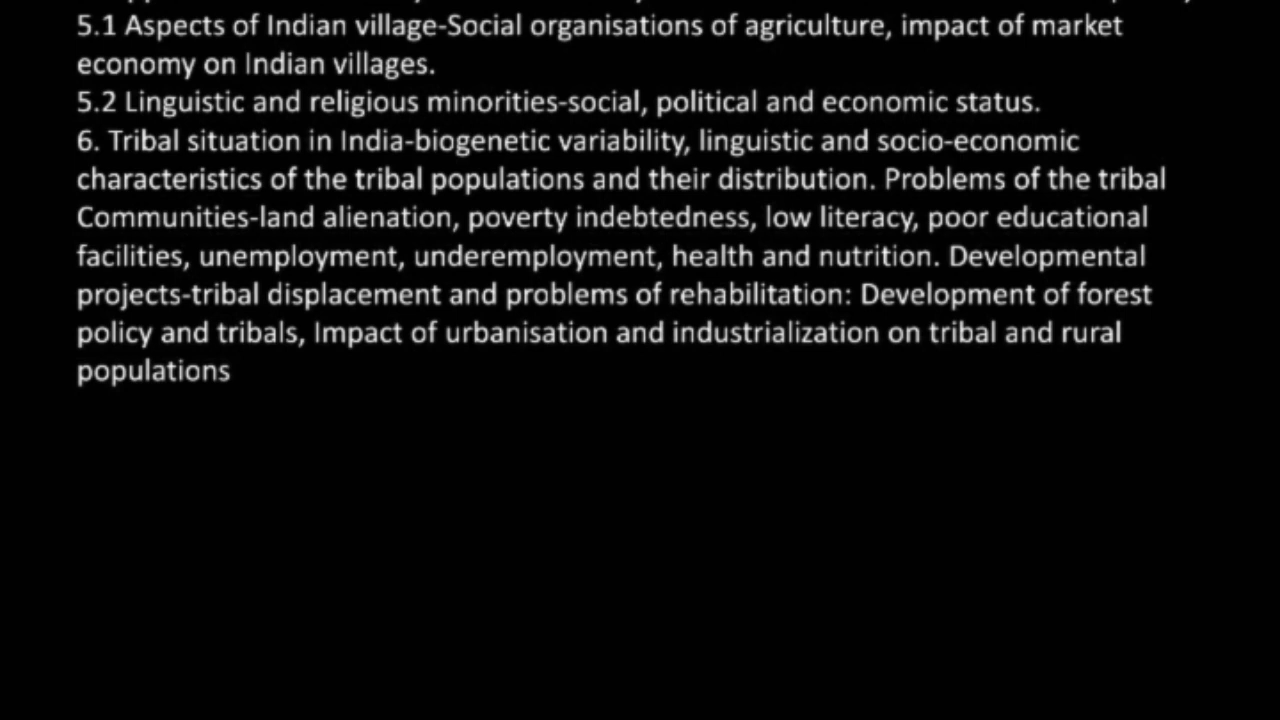 5.1 Aspects of Indian village-Social organisations of agriculture, impact of market
economy on Indian villages.
5.2 Linguistic and religious minorities-social, political and economic status.
6. Tribal situation in India-biogenetic variability, linguistic and socio-economic
characteristics of the tribal populations and their distribution. Problems of the tribal
Communities-land alienation, poverty indebtedness, low literacy, poor educational
facilities, unemployment, underemployment, health and nutrition. Developmental
projects-tribal displacement and problems of rehabilitation: Development of forest
policy and tribals, Impact of urbanisation and industrialization on tribal and rural
populations